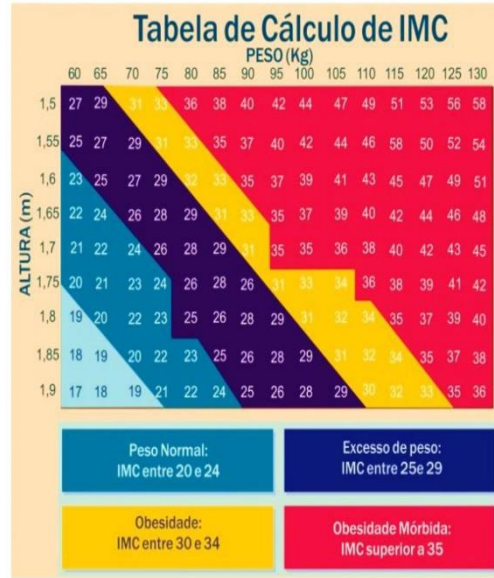 Tabela de Cálculo de IMC
PESO (Kg)
60 65 70 75 80 85 90 95 100 105 110 115 120 125 130
ALTURA (m)
1,5 27 29 31 33 36 38 40 42 44 47 49 51 53 56 58
1,55 25 27 29 31 33 35 37 40 42 44 46 58 50 52 54
1,6 23 25 27 29 32 33 35 37 39 41 43 45 47 49 51
1,65 22 24 26 28 29 31 33 35 37 39 40 42 44 46 48
1,7 21 22 24 26 28 29 31 35 35 36 38 40 42 43 45
1,75 20 21 23 24 26 28 26 31 33 34 36 38 39 41 42
1,8 19 20 22 23 25 26 28 29 31 32 34 35 37 39 40
1,85 18 19 20 22 23 25 26 28 29 31 32 34 35 37 38
1,9 17 18 19 21 22 24 25 26 28 29 30 32 33 35 36
Peso Normal:
IMC entre 20 e 24
Excesso de peso:
IMC entre 25e 29
Obesidade:
IMC entre 30 e 34
Obesidade Mórbida:
IMC superior a 35